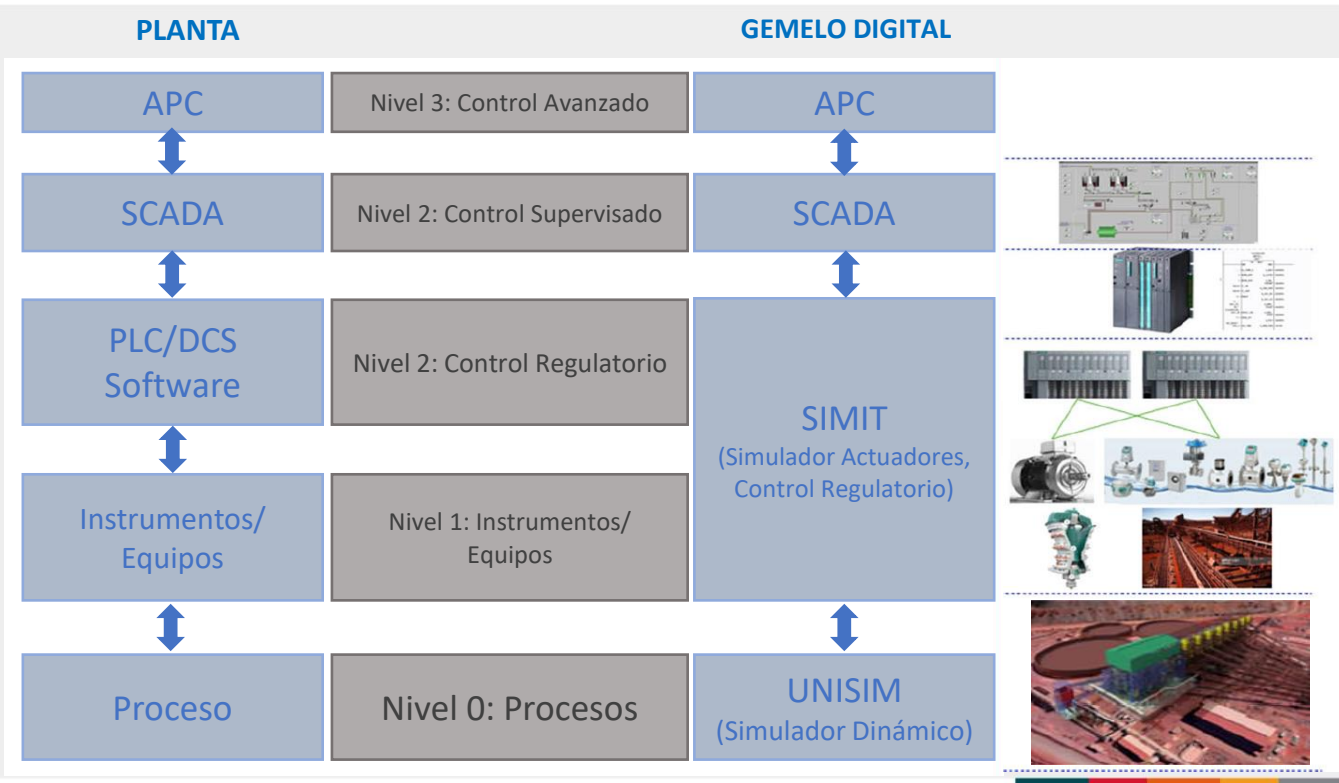 PLANTA
GEMELO DIGITAL
APC
Nivel 3: Control Avanzado
APC
SCADA
Nivel 2: Control Supervisado
SCADA
PLC/DCS
Software
Nivel 2: Control Regulatorio
SIMIT
(Simulador Actuadores,
Control Regulatorio)
Instrumentos/
Equipos
Nivel 1: Instrumentos/
Equipos
Proceso
Nivel 0: Procesos
UNISIM
(Simulador Dinámico)